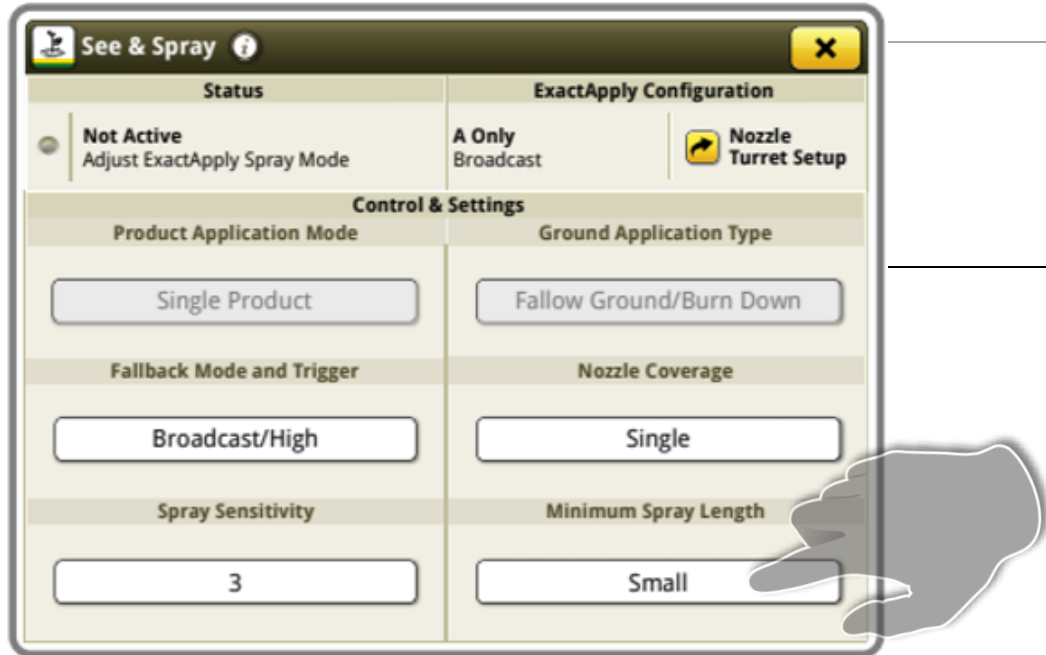 See & Spray
Status
ExactApply Configuration
Not Active
Adjust ExactApply Spray Mode
A Only
Broadcast
Nozzle
Turret Setup
Control & Settings
Product Application Mode
Ground Application Type
Single Product
Fallow Ground/Burn Down
Fallback Mode and Trigger
Nozzle Coverage
Broadcast/High
Single
Spray Sensitivity
Minimum Spray Length
3
Small